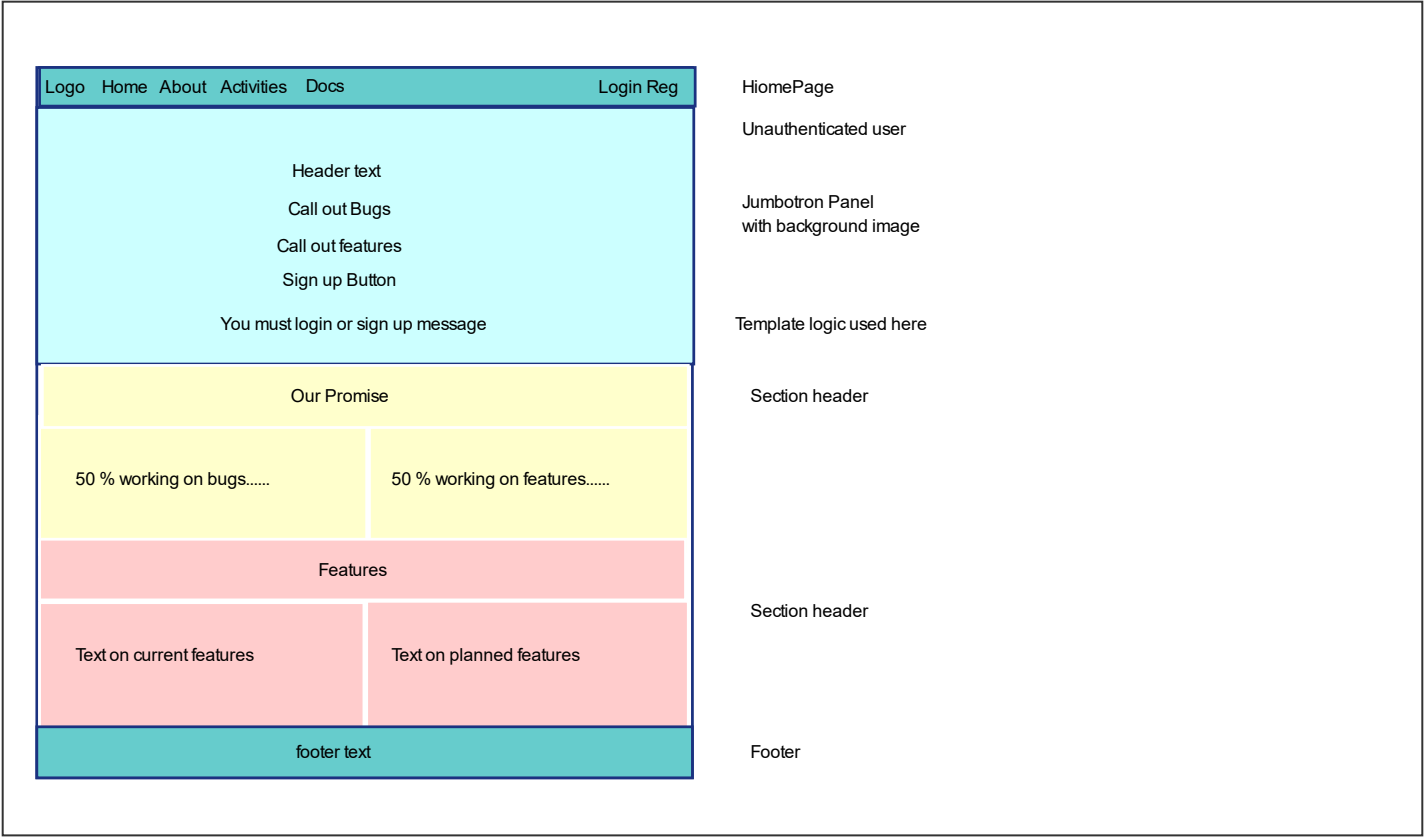 Logo Home About Activities Docs Login Reg
HiomePage
Unauthenticated user
Header text
Call out Bugs
Jumbotron Panel
with background image
Call out features
Sign up Button
You must login or sign up message
Template logic used here
Our Promise
Section header
50 % working on bugs......
50 % working on features......
Features
Section header
Text on current features
Text on planned features
footer text
Footer